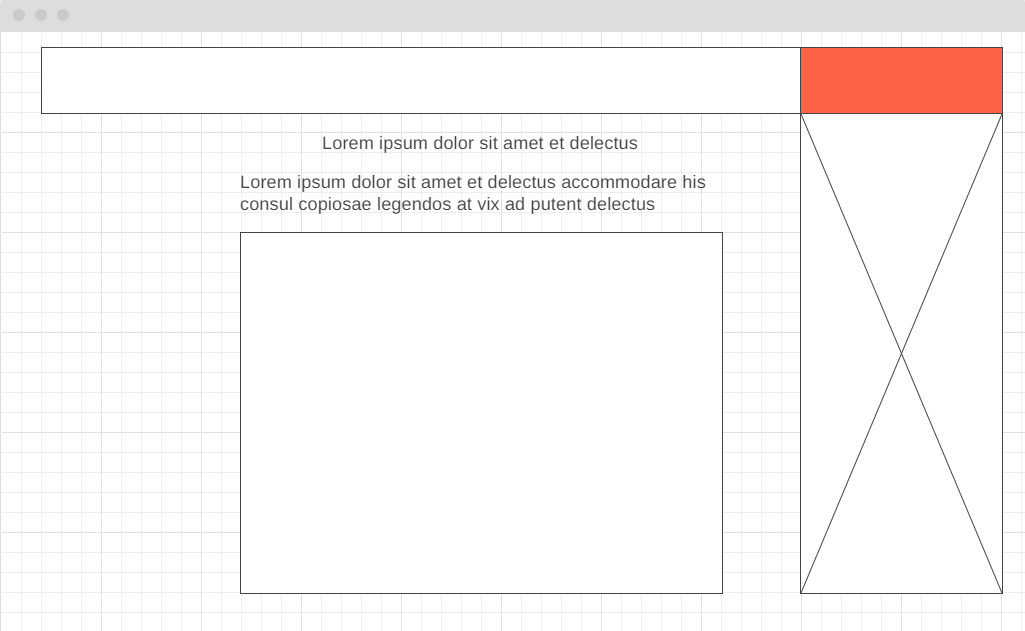 Lorem ipsum dolor sit amet et delectus
Lorem ipsum dolor sit amet et delectus accommodare his
consul copiosae legendos at vix ad putent delectus